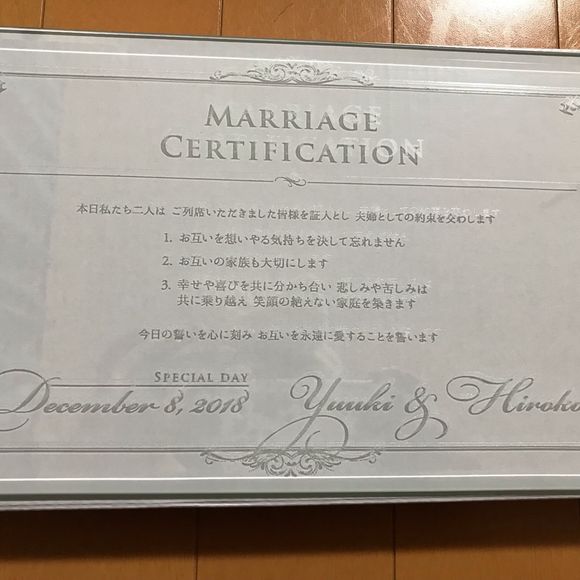 MARRIAGE
CERTIFICATION
本日私たち二人は ご列席いただきました皆様を証人とし 夫婦としての約束を交わします
1. お互いを想いやる気持ちを決して忘れません
2. お互いの家族も大切にします
3. 幸せや喜びを共に分かち合い 悲しみや苦しみは
共に乗り越え 笑顔の絶えない家庭を築きます
今日の誓いを心に刻み お互いを永遠に愛することを誓います
SPECIAL DAY
December 8, 2018
Yuuki & Hiroko